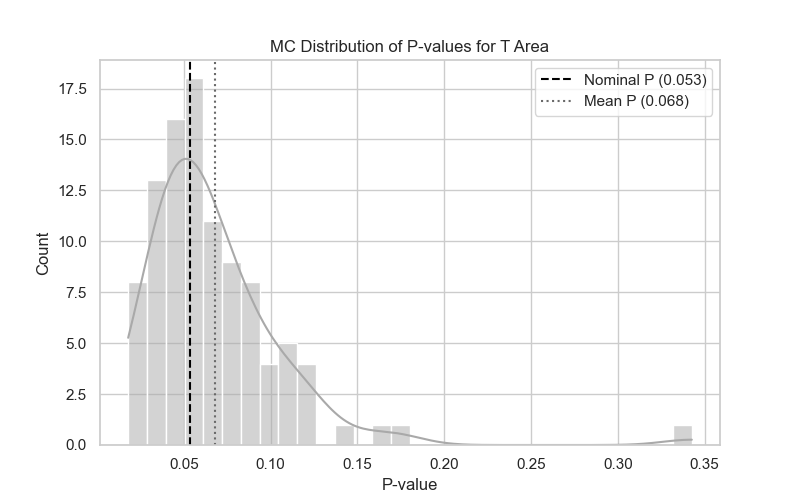 MC Distribution of P-values for T Area
Nominal P (0.053)
Mean P (0.068)
Count
17.5
15.0
12.5
10.0
7.5
5.0
2.5
0.0
0.05 0.10 0.15 0.20 0.25 0.30 0.35
P-value